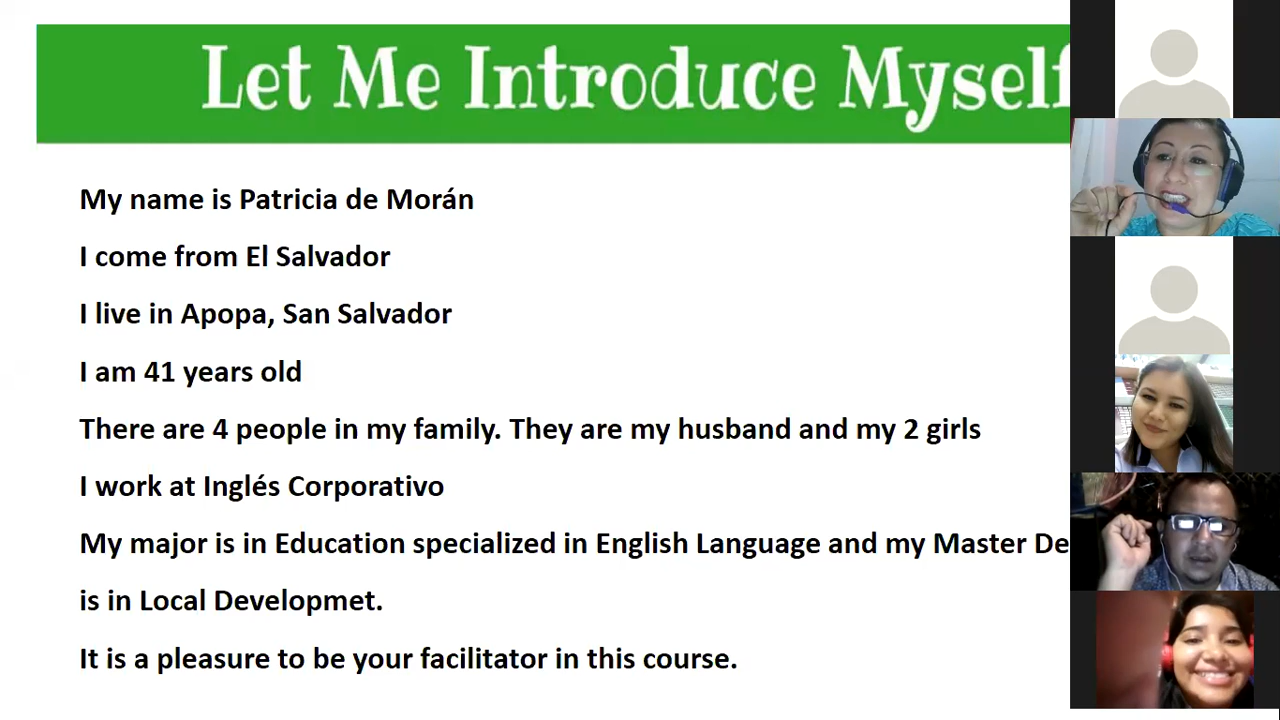 Let Me Introduce Myself
My name is Patricia de Morán
I come from El Salvador
I live in Apopa, San Salvador
I am 41 years old
There are 4 people in my family. They are my husband and my 2 girls
I work at Inglés Corporativo
My major is in Education specialized in English Language and my Master De
is in Local Developmet.
It is a pleasure to be your facilitator in this course.